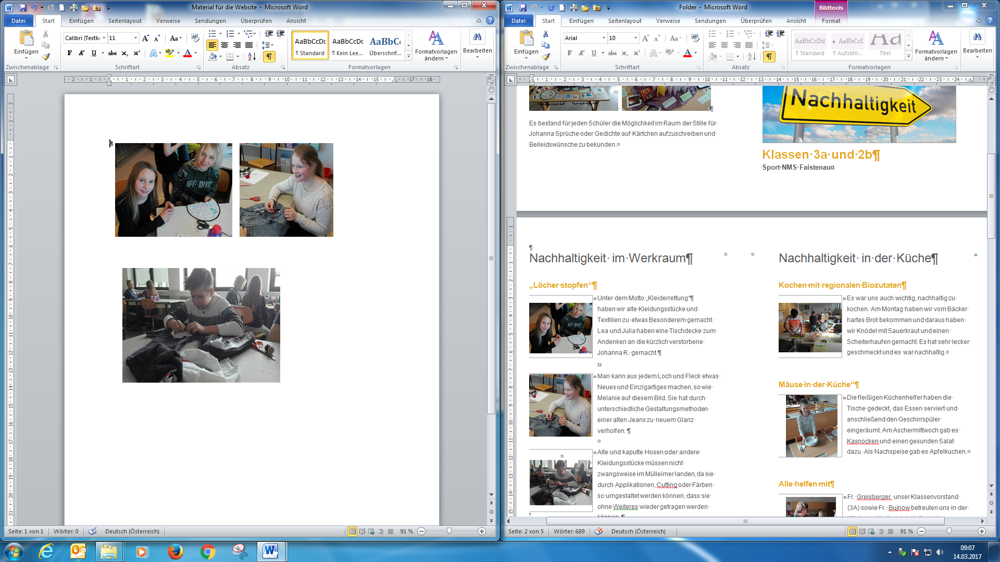 Material für die Website - Microsoft Word
Datei Start Einfügen Seitenlayout Verweise Sendungen Überprüfen Ansicht
Calibri (Textk 11
Einfügen
F K U abc x₂ x²
AaBbCcDc AaBbCcDc AaBbCc
¶ Standard ¶ Kein Lee... Überschrif...
Formatvorlagen ändern
Bearbeiten
Zwischenablage Schriftart Absatz Formatvorlagen
Seite: 1 von 1 Wörter: 0 Deutsch (Österreich) 91 %
Folder - Microsoft Word
Bildtools
Datei Start Einfügen Seitenlayout Verweise Sendungen Überprüfen Ansicht Format
Arial 10
Einfügen
F K U abc x₂ x²
AaBbCcDd AaBbCcI Aa
¶ Standard ¶ Aufzähl... Titel
Formatvorlagen ändern
Bearbeiten
Zwischenablage Schriftart Absatz Formatvorlagen
Es bestand für jeden Schüler die Möglichkeit im Raum der Stille für
Johanna Sprüche oder Gedichte auf Kärtchen aufzuschreiben und
Beileidswünsche zu bekunden.¤
Nachhaltigkeit
Klassen 3a und 2b¶
Sport NMS Faistenau¤
¶
Nachhaltigkeit im Werkraum¶
„Löcher stopfen“¶
Unter dem Motto „Kleiderrettung“¶
haben wir alte Kleidungsstücke und
Textilien zu etwas Besonderem gemacht.
Lea und Julia haben eine Tischdecke zum
Andenken an die kürzlich verstorbene
Johanna R. gemacht.¶
Man kann aus jedem Loch und Fleck etwas
Neues und Einzigartiges machen, so wie
Melanie auf diesem Bild. Sie hat durch
unterschiedliche Gestaltungsmethoden
einer alten Jeans zu neuem Glanz
verholfen.¶
Alte und kaputte Hosen oder andere
Kleidungsstücke müssen nicht
zwangsweise im Mülleimer landen, da sie
durch Applikationen, Cutting oder Färben
so umgestaltet werden können, dass sie
ohne Weiteres wieder getragen werden
können.¶
Nachhaltigkeit in der Küche¶
Kochen mit regionalen Biozutaten¶
Es war uns auch wichtig, nachhaltig zu
kochen. Am Montag haben wir vom Bäcker
hartes Brot bekommen und daraus haben
wir Knödel mit Sauerkraut und einen
Scheiterhaufen gemacht. Es hat sehr lecker
geschmeckt und es war nachhaltig.¤
Mäuse in der Küche“¶
Die fleißigen Küchenhelfer haben die
Tische gedeckt, das Essen serviert und
anschließend den Geschirrspüler
eingeräumt. Am Aschermittwoch gab es
Kasnocken und einen gesunden Salat
dazu. Als Nachspeise gab es Apfelkuchen.¤
Alle helfen mit¶
Fr. Greisberger, unser Klassenvorstand
(3A) sowie Fr. Bujnow betreuten uns in der
Seite: 2 von 5 Wörter: 689 Deutsch (Österreich) 91 %
09:07
14.03.2017